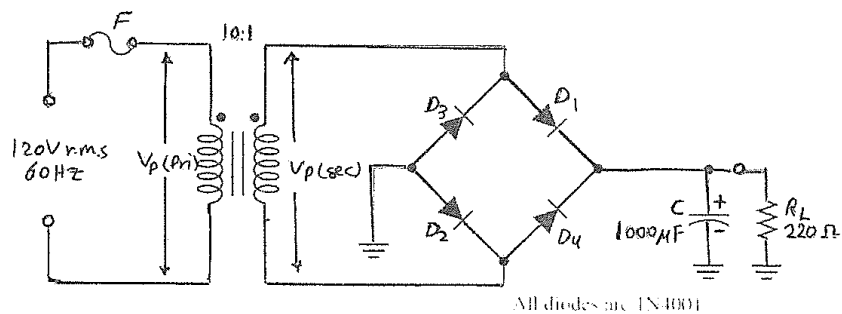 F
10:1
120V r.m.s
60Hz
Vp(pri)
Vp(sec)
D3
D1
D2
D4
C
+
-
1000μF
RL
220Ω
All diodes are 1N4001